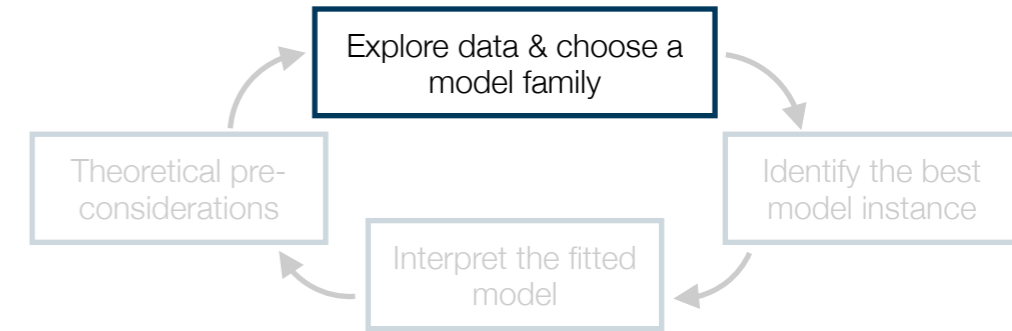 Explore data & choose a
model family
Theoretical pre-
considerations
Identify the best
model instance
Interpret the fitted
model